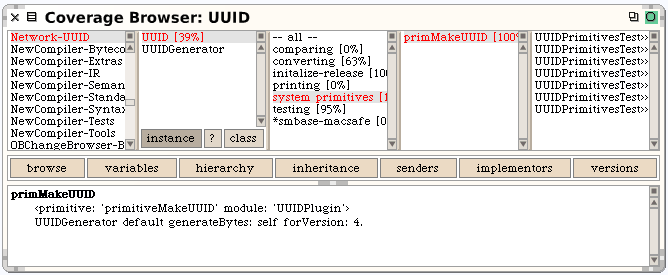 Coverage Browser: UUID
Network-UUID
NewCompiler-Byteco
NewCompiler-Extras
NewCompiler-IR
NewCompiler-Seman
NewCompiler-Standa
NewCompiler-Syntax
NewCompiler-Tests
NewCompiler-Tools
OBChangeBrowser-B
UUID [39%]
UUIDGenerator
instance ? class
-- all --
comparing [0%]
converting [63%]
initalize-release [100
printing [0%]
system primitives [1
testing [95%]
*smbase-macsafe [0
primMakeUUID [100%
UUIDPrimitivesTest>>
UUIDPrimitivesTest>>
UUIDPrimitivesTest>>
UUIDPrimitivesTest>>
UUIDPrimitivesTest>>
UUIDPrimitivesTest>>
UUIDPrimitivesTest>>
browse variables hierarchy inheritance senders implementors versions
primMakeUUID
<primitive: 'primitiveMakeUUID' module: 'UUIDPlugin'>
UUIDGenerator default generateBytes: self forVersion: 4.